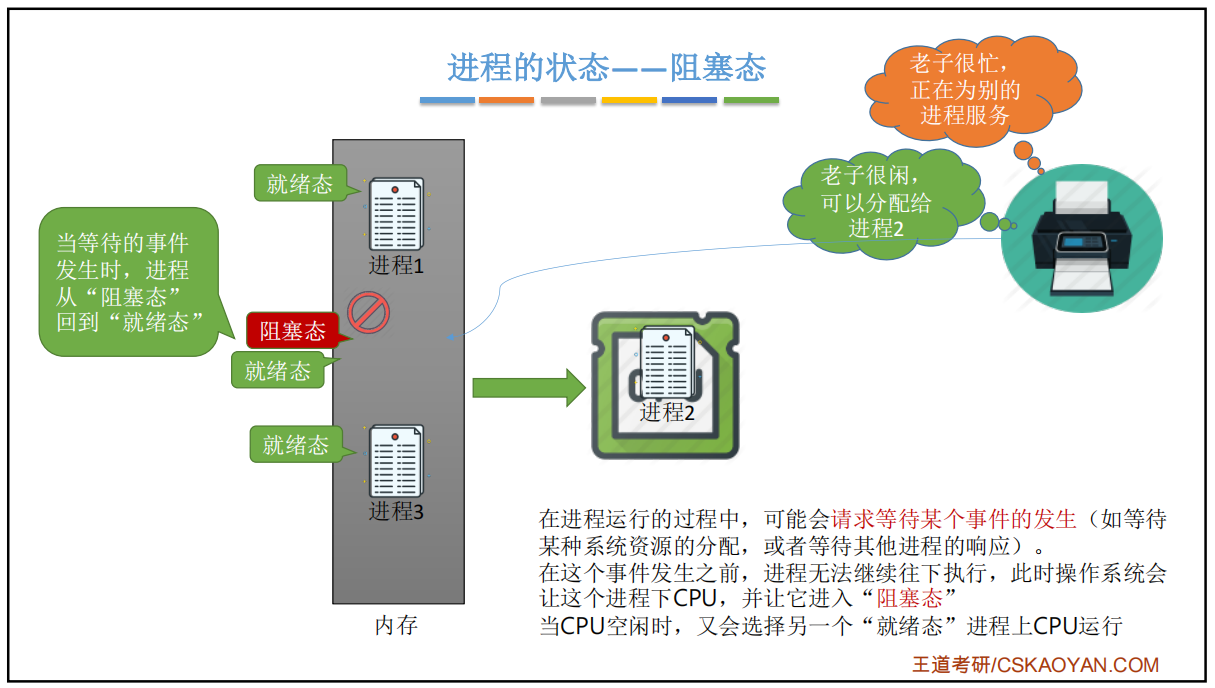 进程的状态——阻塞态
老子很忙，
正在为别的
进程服务
老子很闲，
可以分配给
进程2
就绪态
进程1
当等待的事件
发生时，进程
从“阻塞态”
回到“就绪态”
阻塞态
就绪态
进程2
就绪态
进程3
内存
在进程运行的过程中，可能会请求等待某个事件的发生（如等待
某种系统资源的分配，或者等待其他进程的响应）。
在这个事件发生之前，进程无法继续往下执行，此时操作系统会
让这个进程下CPU，并让它进入“阻塞态”
当CPU空闲时，又会选择另一个“就绪态”进程上CPU运行
王道考研/CSKAOYAN.COM